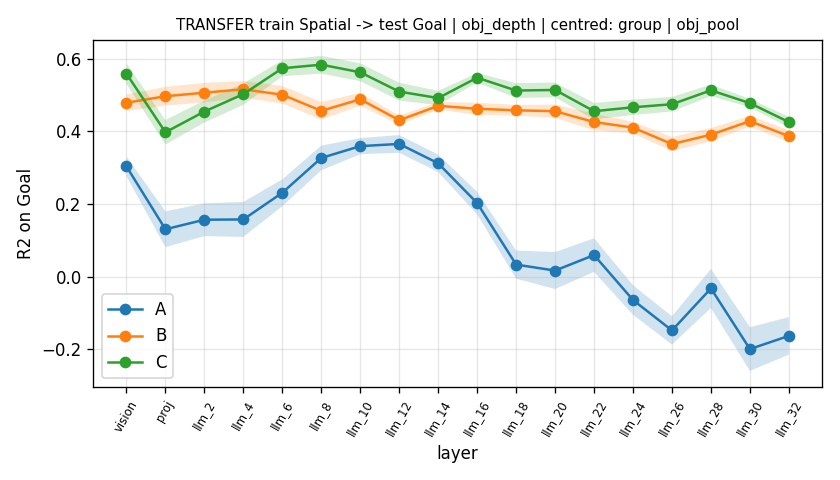 TRANSFER train Spatial -> test Goal | obj_depth | centred: group | obj_pool
R2 on Goal
0.6
0.4
0.2
0.0
−0.2
A
B
C
vision
proj
llm_2
llm_4
llm_6
llm_8
llm_10
llm_12
llm_14
llm_16
llm_18
llm_20
llm_22
llm_24
llm_26
llm_28
llm_30
llm_32
layer